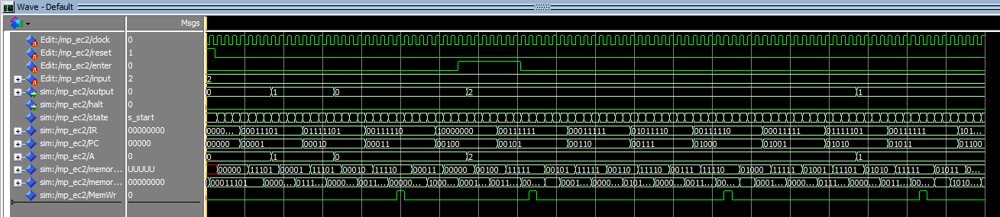 Wave - Default
Msgs
Edit:/mp_ec2/clock 0
Edit:/mp_ec2/reset 1
Edit:/mp_ec2/enter 0
Edit:/mp_ec2/input 2 2
sim:/mp_ec2/output 0 0 1 0 2 1
sim:/mp_ec2/halt 0
sim:/mp_ec2/state s_start
sim:/mp_ec2/IR 00000000 0000... 00011101 01111101 00111110 10000000 00111111 00011111 01011110 00111110 00011111 01111101 00111111 101...
sim:/mp_ec2/PC 00000 00000 00001 00010 00011 00100 00101 00110 00111 01000 01001 01010 01011 01100
sim:/mp_ec2/A 0 0 1 0 2 1
sim:/mp_ec2/memor... UUUUU 00000 11101 00001 11101 00010 11110 00011 00000 00100 11111 00101 11111 00110 11110 00111 11110 01000 11111 01001 11101 01010 11111 01011 0...
sim:/mp_ec2/memor... 00000000 00011101 0000... 0111... 0000... 0011... 00000... 1000... 0001... 0011... 00... 0001... 0000... 0101... 0000... 0011... 00... 0001... 0000... 0111... 0000... 0011... 00... 1010...
sim:/mp_ec2/MemWr 0